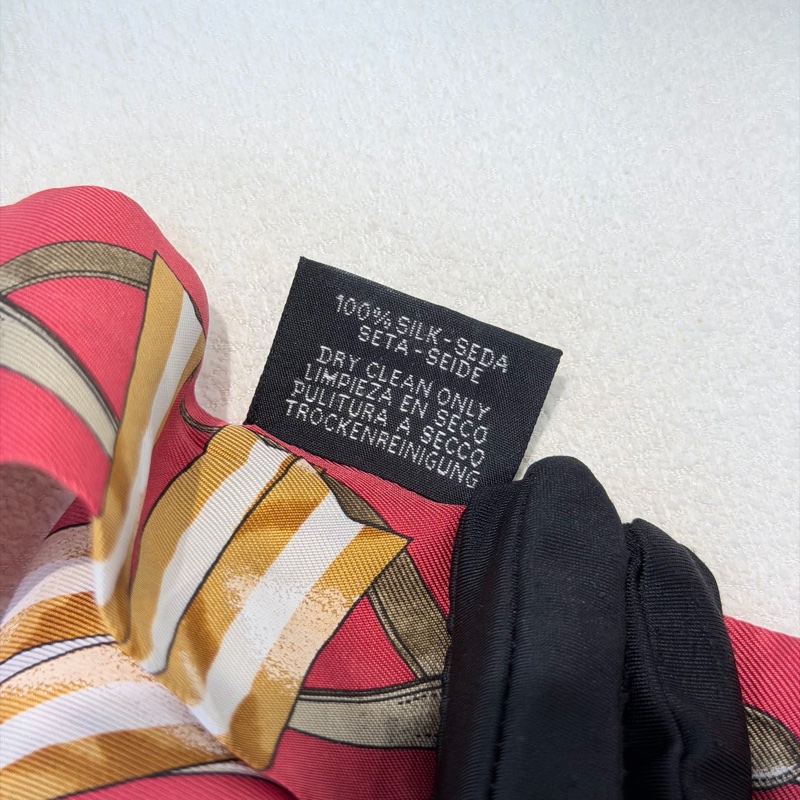 100% SILK-SEDA
SETA-SEIDE
DRY CLEAN ONLY
LIMPIEZA EN SECO
PULITURA A SECCO
TROCKENREINIGUNG